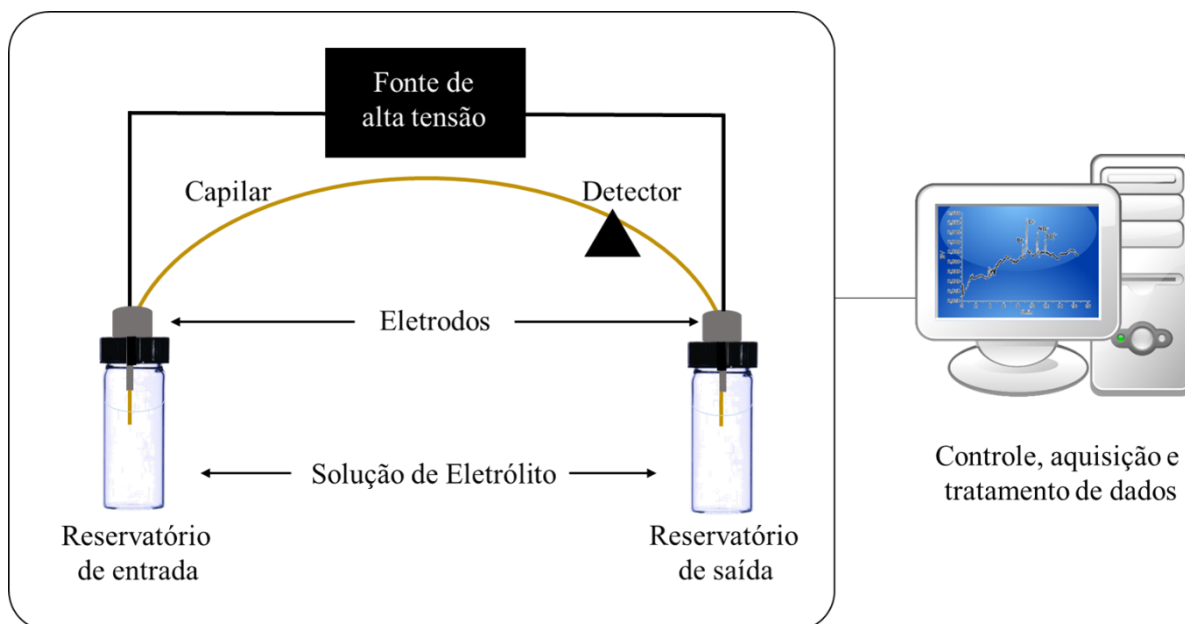 Fonte de
alta tensão
Capilar
Detector
Eletrodos
Solução de Eletrólito
Reservatório
de entrada
Reservatório
de saída
Controle, aquisição e
tratamento de dados